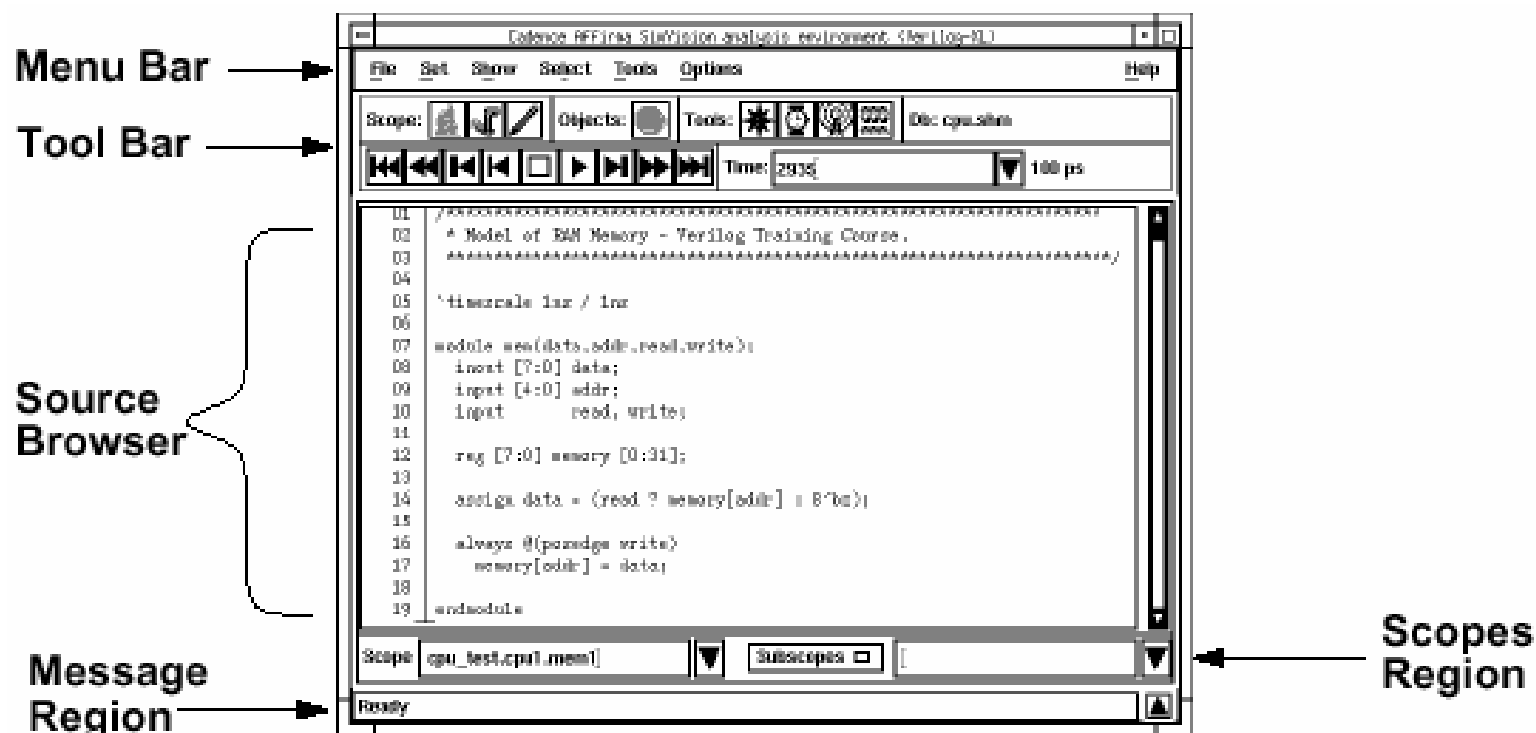 Cadence AFFirma SimVision analysis environment (Verilog-XL)
Menu Bar
File Set Show Select Tools Options Help
Scope: Objects: Tools: Db: cpu.shm
Tool Bar
Time: 2935 100 ps
01 /********************************************************************
02 * Model of RAM Memory - Verilog Training Course.
03 *********************************************************************/
04
05 `timescale 1ns / 1ns
06
07 module mem(data,addr,read,write);
08 inout [7:0] data;
09 input [4:0] addr;
10 input read, write;
11
12 reg [7:0] memory [0:31];
13
14 assign data = (read ? memory[addr] : 8'bz);
15
16 always @(posedge write)
17 memory[addr] = data;
18
19 endmodule
Source
Browser
Scope cpu_test.cpu1.mem1 Subscopes
Scopes
Region
Message
Region
Ready